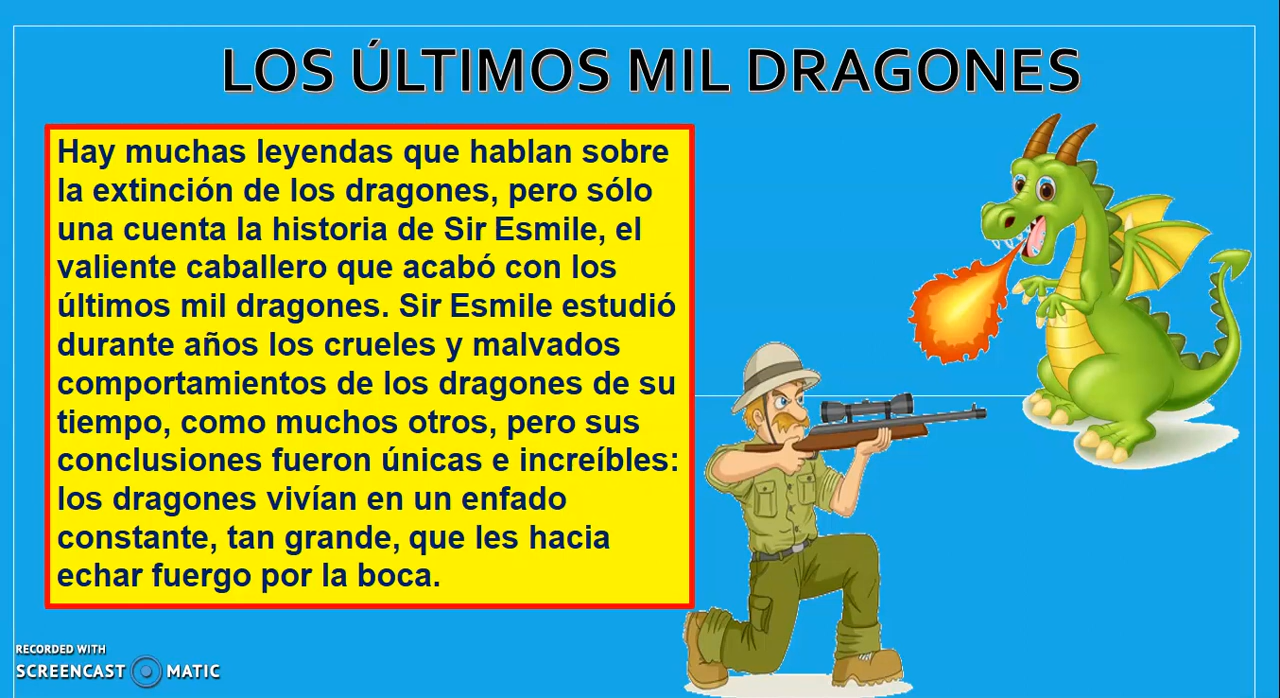 LOS ÚLTIMOS MIL DRAGONES
Hay muchas leyendas que hablan sobre
la extinción de los dragones, pero sólo
una cuenta la historia de Sir Esmile, el
valiente caballero que acabó con los
últimos mil dragones. Sir Esmile estudió
durante años los crueles y malvados
comportamientos de los dragones de su
tiempo, como muchos otros, pero sus
conclusiones fueron únicas e increíbles:
los dragones vivían en un enfado
constante, tan grande, que les hacia
echar fuergo por la boca.
RECORDED WITH
SCREENCAST MATIC